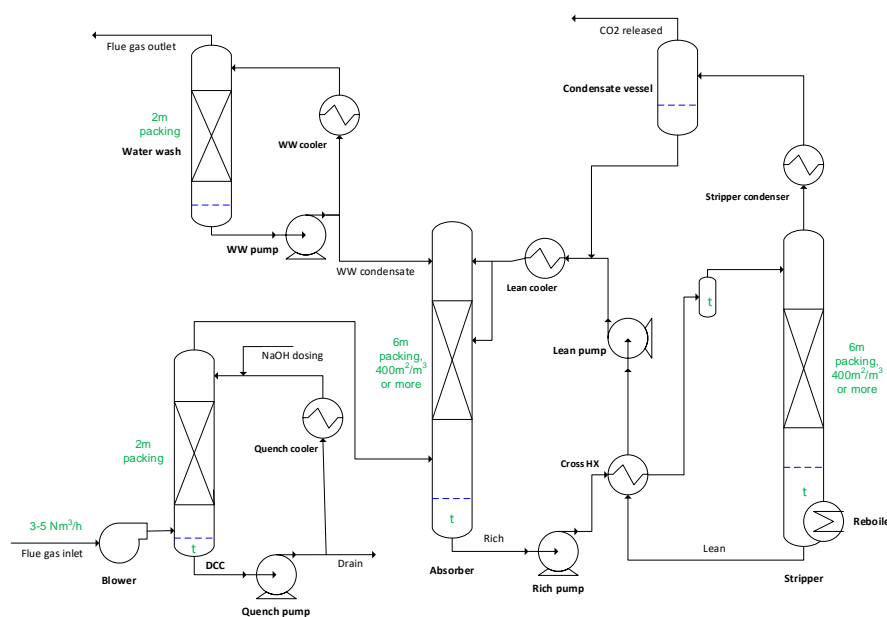 CO2 released
Flue gas outlet
Condensate vessel
2m
packing
Water wash
WW cooler
Stripper condenser
WW pump
WW condensate
Lean cooler
t
NaOH dosing
Lean pump
6m
packing,
400m²/m³
or more
6m
packing,
400m²/m³
or more
2m
packing
Quench cooler
Cross HX
t
t
3-5 Nm³/h
Flue gas inlet
Blower
t
DCC
Quench pump
Drain
Absorber
Rich
Rich pump
Lean
Reboile
Stripper